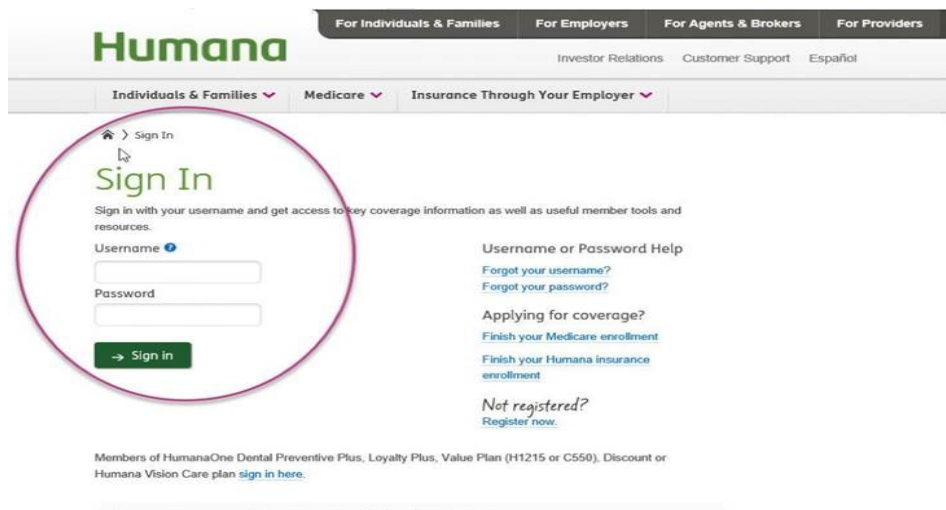 For Individuals & Families For Employers For Agents & Brokers For Providers
Humana
Investor Relations Customer Support Español
Individuals & Families Medicare Insurance Through Your Employer
Sign In
Sign In
Sign in with your username and get access to key coverage information as well as useful member tools and
resources.
Username ?
Password
→ Sign in
Username or Password Help
Forgot your username?
Forgot your password?
Applying for coverage?
Finish your Medicare enrollment
Finish your Humana insurance
enrollment
Not registered?
Register now.
Members of HumanaOne Dental Preventive Plus, Loyalty Plus, Value Plan (H1215 or C550), Discount or
Humana Vision Care plan sign in here.